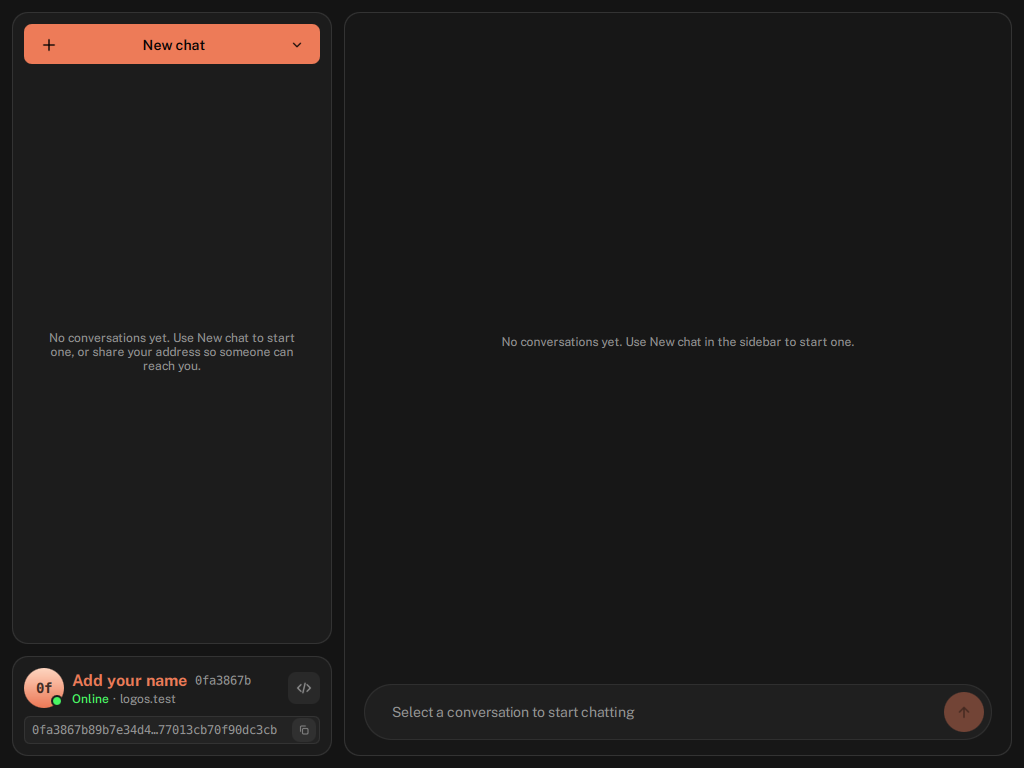 New chat
No conversations yet. Use New chat to start
one, or share your address so someone can
reach you.
No conversations yet. Use New chat in the sidebar to start one.
0f
Add your name 0fa3867b
Online · logos.test
0fa3867b89b7e34d4…77013cb70f90dc3cb
Select a conversation to start chatting